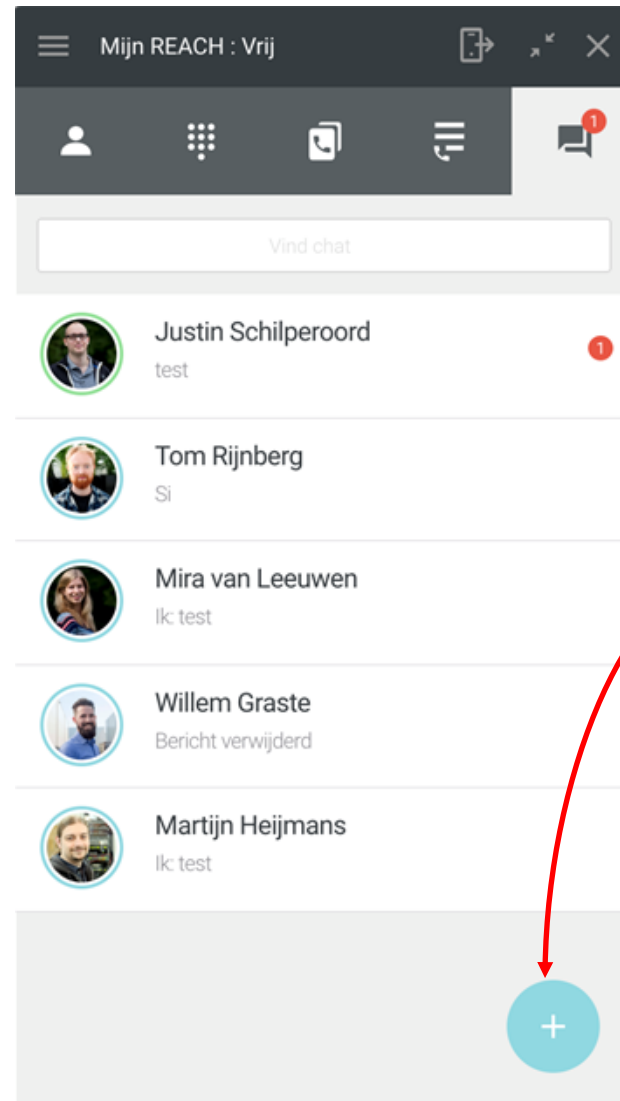 Mijn REACH : Vrij
1
Vind chat
Justin Schilperoord
test
1
Tom Rijnberg
Si
Mira van Leeuwen
Ik: test
Willem Graste
Bericht verwijderd
Martijn Heijmans
Ik: test
+